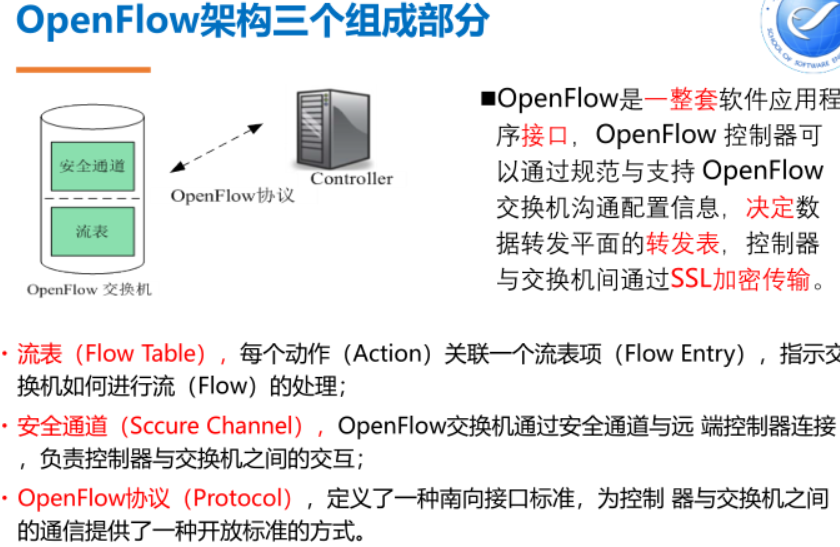 OpenFlow架构三个组成部分
SCHOOL OF SOFTWARE
安全通道
流表
OpenFlow 交换机
OpenFlow协议
Controller
■OpenFlow是一整套软件应用程
序接口，OpenFlow 控制器可
以通过规范与支持 OpenFlow
交换机沟通配置信息，决定数
据转发平面的转发表，控制器
与交换机间通过SSL加密传输。
·流表（Flow Table），每个动作（Action）关联一个流表项（Flow Entry），指示交
换机如何进行流（Flow）的处理；
·安全通道（Sccure Channel），OpenFlow交换机通过安全通道与远 端控制器连接
，负责控制器与交换机之间的交互；
·OpenFlow协议（Protocol），定义了一种南向接口标准，为控制 器与交换机之间
的通信提供了一种开放标准的方式。